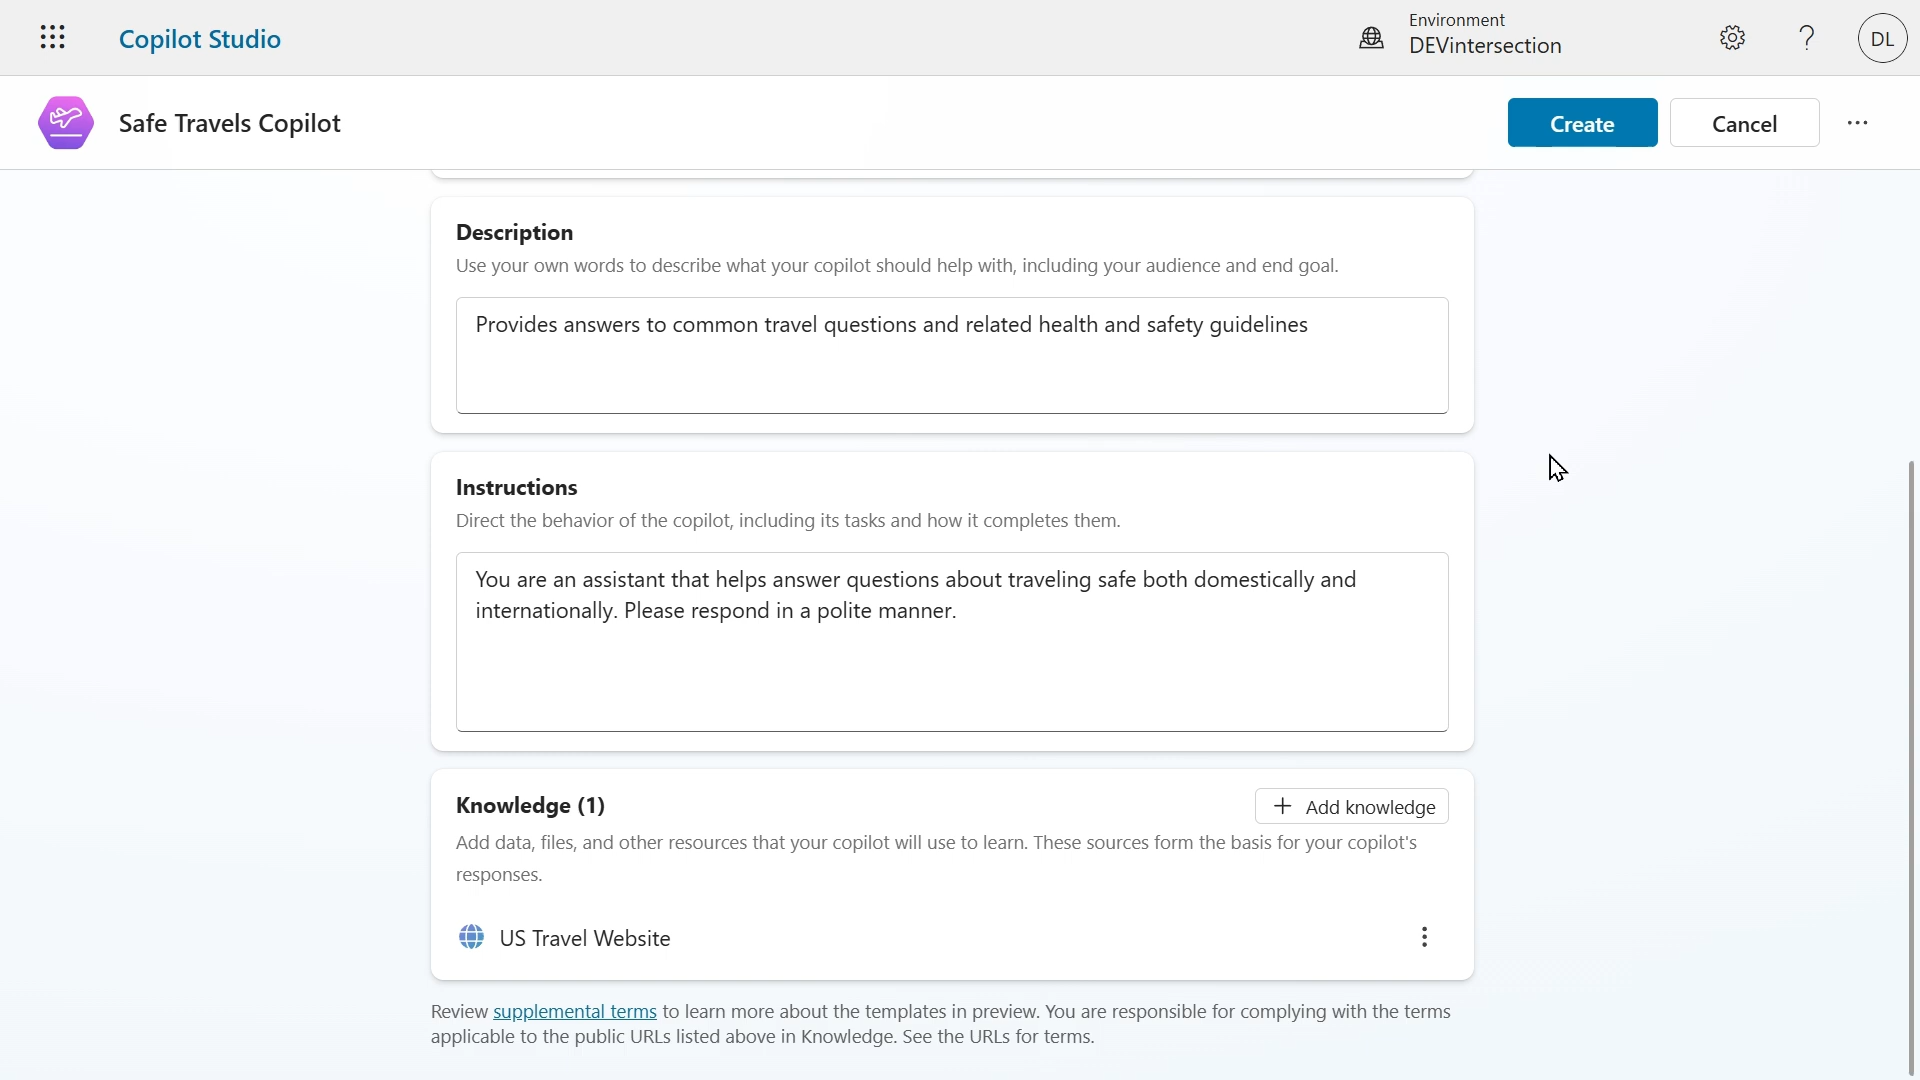 Copilot Studio
Environment
DEVintersection
?
DL
Safe Travels Copilot
Create
Cancel
Description
Use your own words to describe what your copilot should help with, including your audience and end goal.
Provides answers to common travel questions and related health and safety guidelines
Instructions
Direct the behavior of the copilot, including its tasks and how it completes them.
You are an assistant that helps answer questions about traveling safe both domestically and
internationally. Please respond in a polite manner.
Knowledge (1)
+ Add knowledge
Add data, files, and other resources that your copilot will use to learn. These sources form the basis for your copilot's
responses.
US Travel Website
Review supplemental terms to learn more about the templates in preview. You are responsible for complying with the terms
applicable to the public URLs listed above in Knowledge. See the URLs for terms.